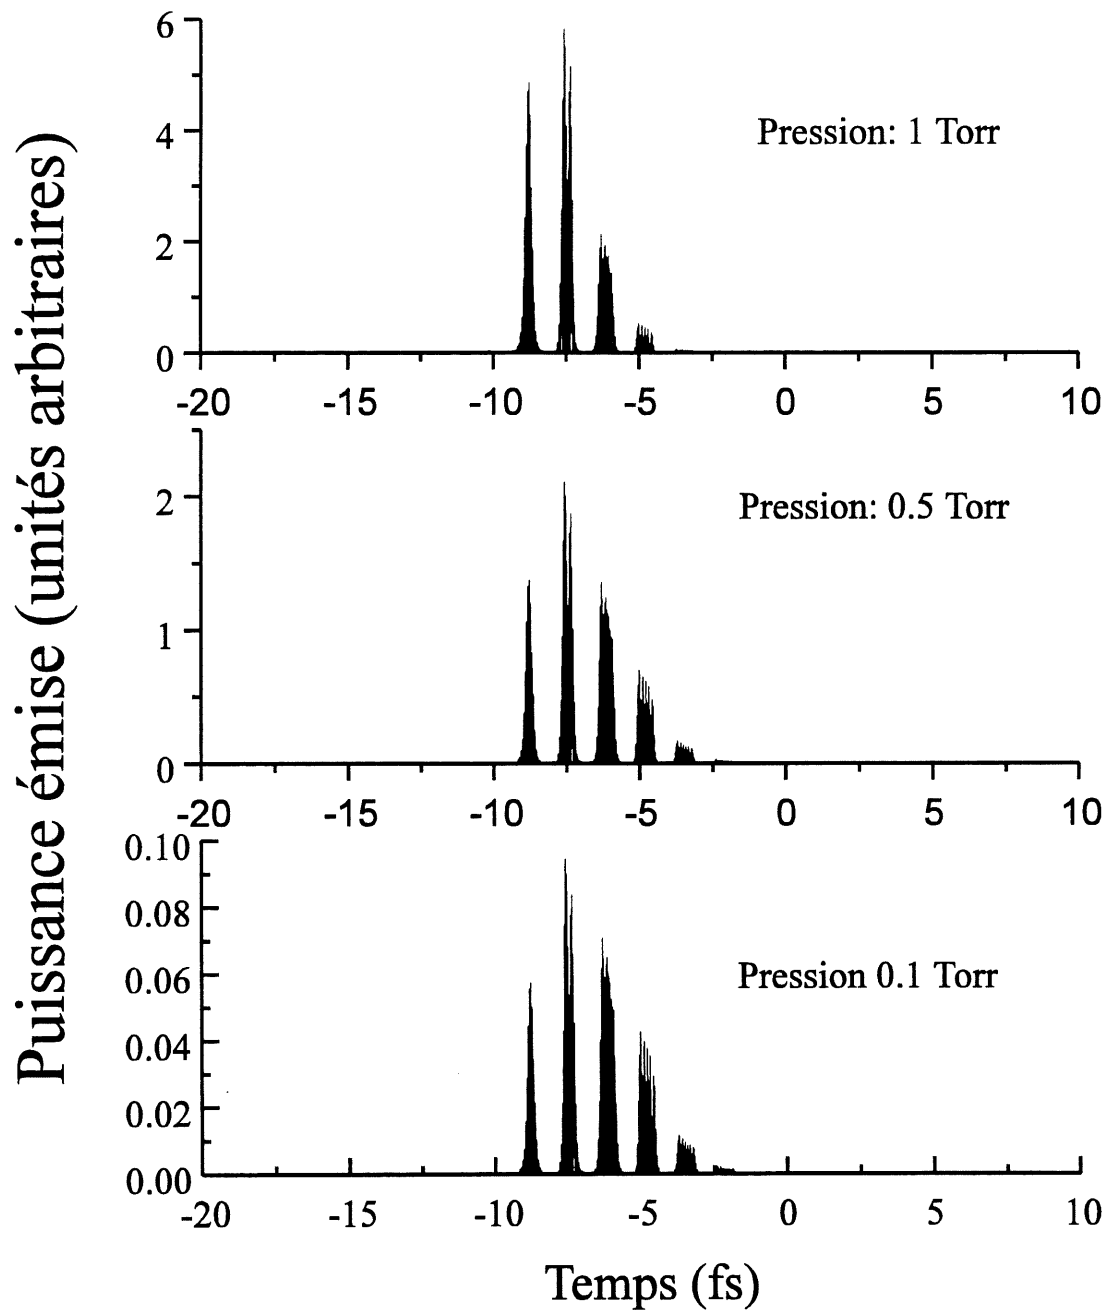 Puissance émise (unités arbitraires)
6
4
2
0
Pression: 1 Torr
-20 -15 -10 -5 0 5 10
2
1
0
Pression: 0.5 Torr
-20 -15 -10 -5 0 5 10
0.10
0.08
0.06
0.04
0.02
0.00
Pression 0.1 Torr
-20 -15 -10 -5 0 5 10
Temps (fs)